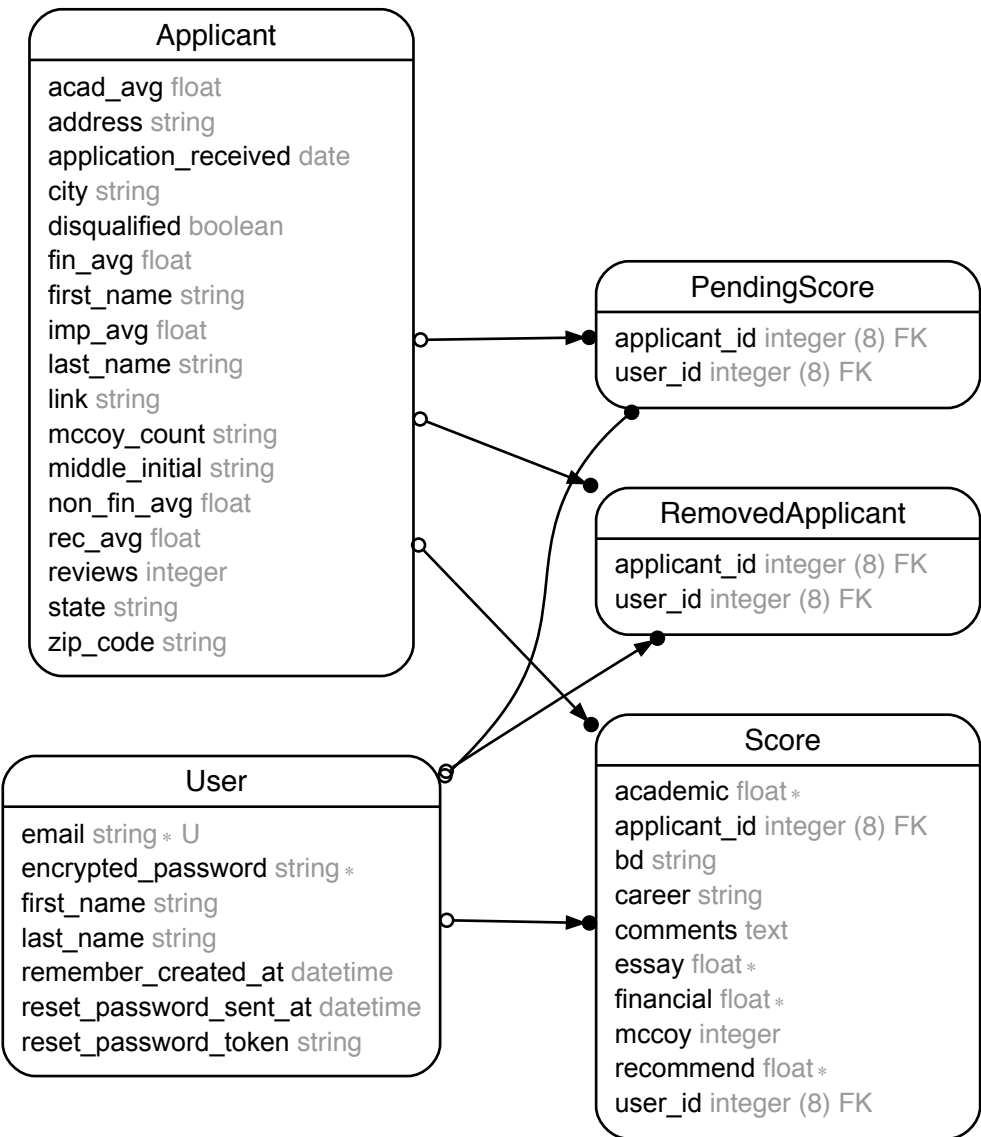 Applicant
acad_avg float
address string
application_received date
city string
disqualified boolean
fin_avg float
first_name string
imp_avg float
last_name string
link string
mccoy_count string
middle_initial string
non_fin_avg float
rec_avg float
reviews integer
state string
zip_code string
PendingScore
applicant_id integer (8) FK
user_id integer (8) FK
RemovedApplicant
applicant_id integer (8) FK
user_id integer (8) FK
User
email string ∗ U
encrypted_password string ∗
first_name string
last_name string
remember_created_at datetime
reset_password_sent_at datetime
reset_password_token string
Score
academic float ∗
applicant_id integer (8) FK
bd string
career string
comments text
essay float ∗
financial float ∗
mccoy integer
recommend float ∗
user_id integer (8) FK